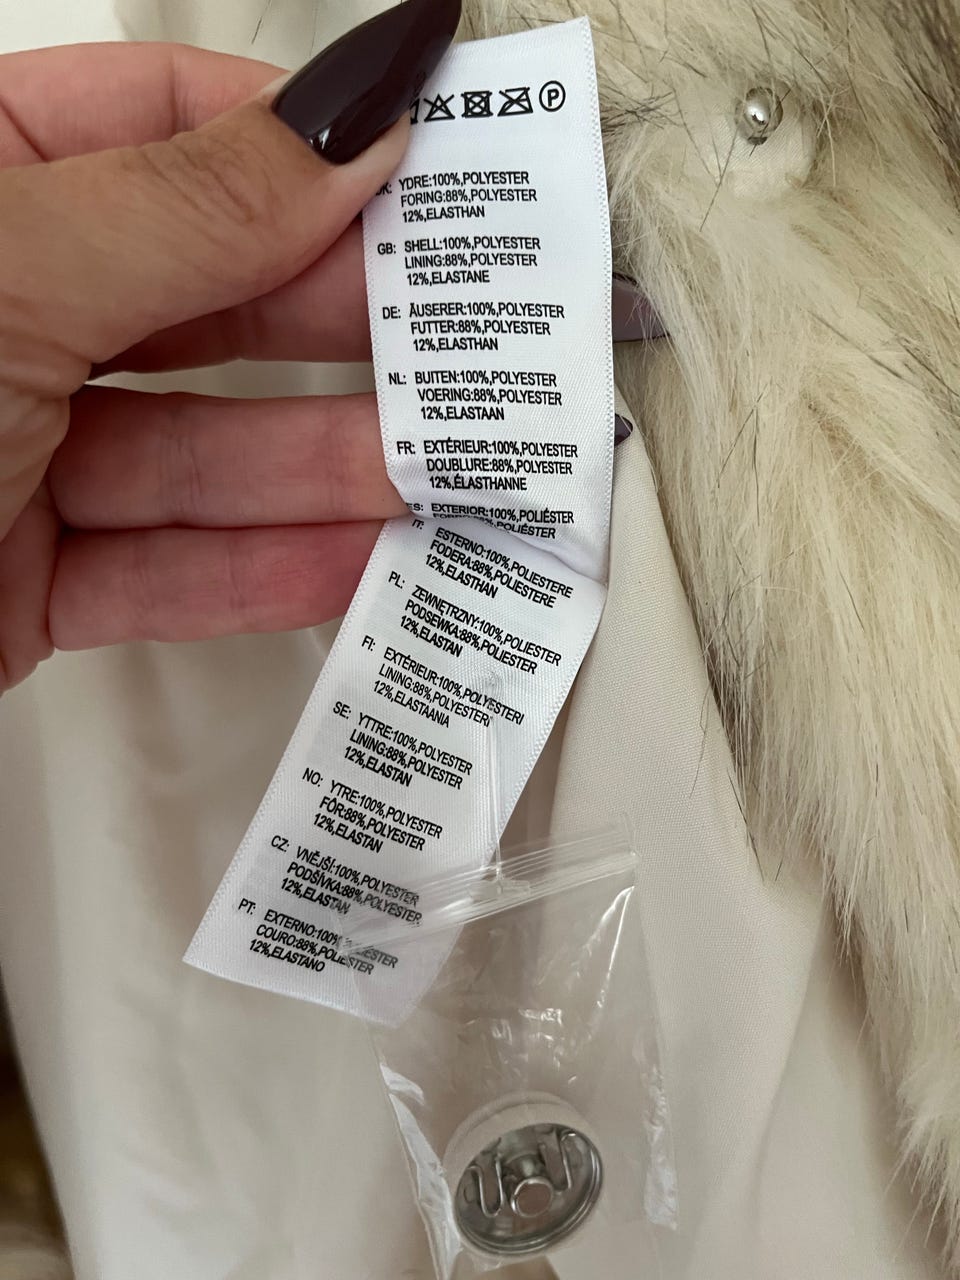 P
YDRE:100%,POLYESTER
FORING:88%,POLYESTER
12%,ELASTHAN
GB: SHELL:100%,POLYESTER
LINING:88%,POLYESTER
12%,ELASTANE
DE: ÄUSERER:100%,POLYESTER
FUTTER:88%,POLYESTER
12%,ELASTHAN
NL: BUITEN:100%,POLYESTER
VOERING:88%,POLYESTER
12%,ELASTAAN
FR: EXTÉRIEUR:100%,POLYESTER
DOUBLURE:88%,POLYESTER
12%,ÉLASTHANNE
ES: EXTERIOR:100%,POLIÉSTER
IT: ESTERNO:100%,POLIESTERE
FODERA:88%,POLIESTERE
12%,ELASTHAN
PL: ZEWNĘTRZNY:100%,POLIESTER
PODSEWKA:88%,POLIESTER
12%,ELASTAN
FI: EXTÉRIEUR:100%,POLYESTERI
LINING:88%,POLYESTERI
12%,ELASTAANIA
SE: YTTRE:100%,POLYESTER
LINING:88%,POLYESTER
12%,ELASTAN
NO: YTRE:100%,POLYESTER
FÔR:88%,POLYESTER
12%,ELASTAN
CZ: VNĚJŠÍ:100%,POLYESTER
PODŠÍVKA:88%,POLYESTER
12%,ELASTAN
PT: EXTERNO:100%,POLIESTER
COURO:88%,POLIESTER
12%,ELASTANO